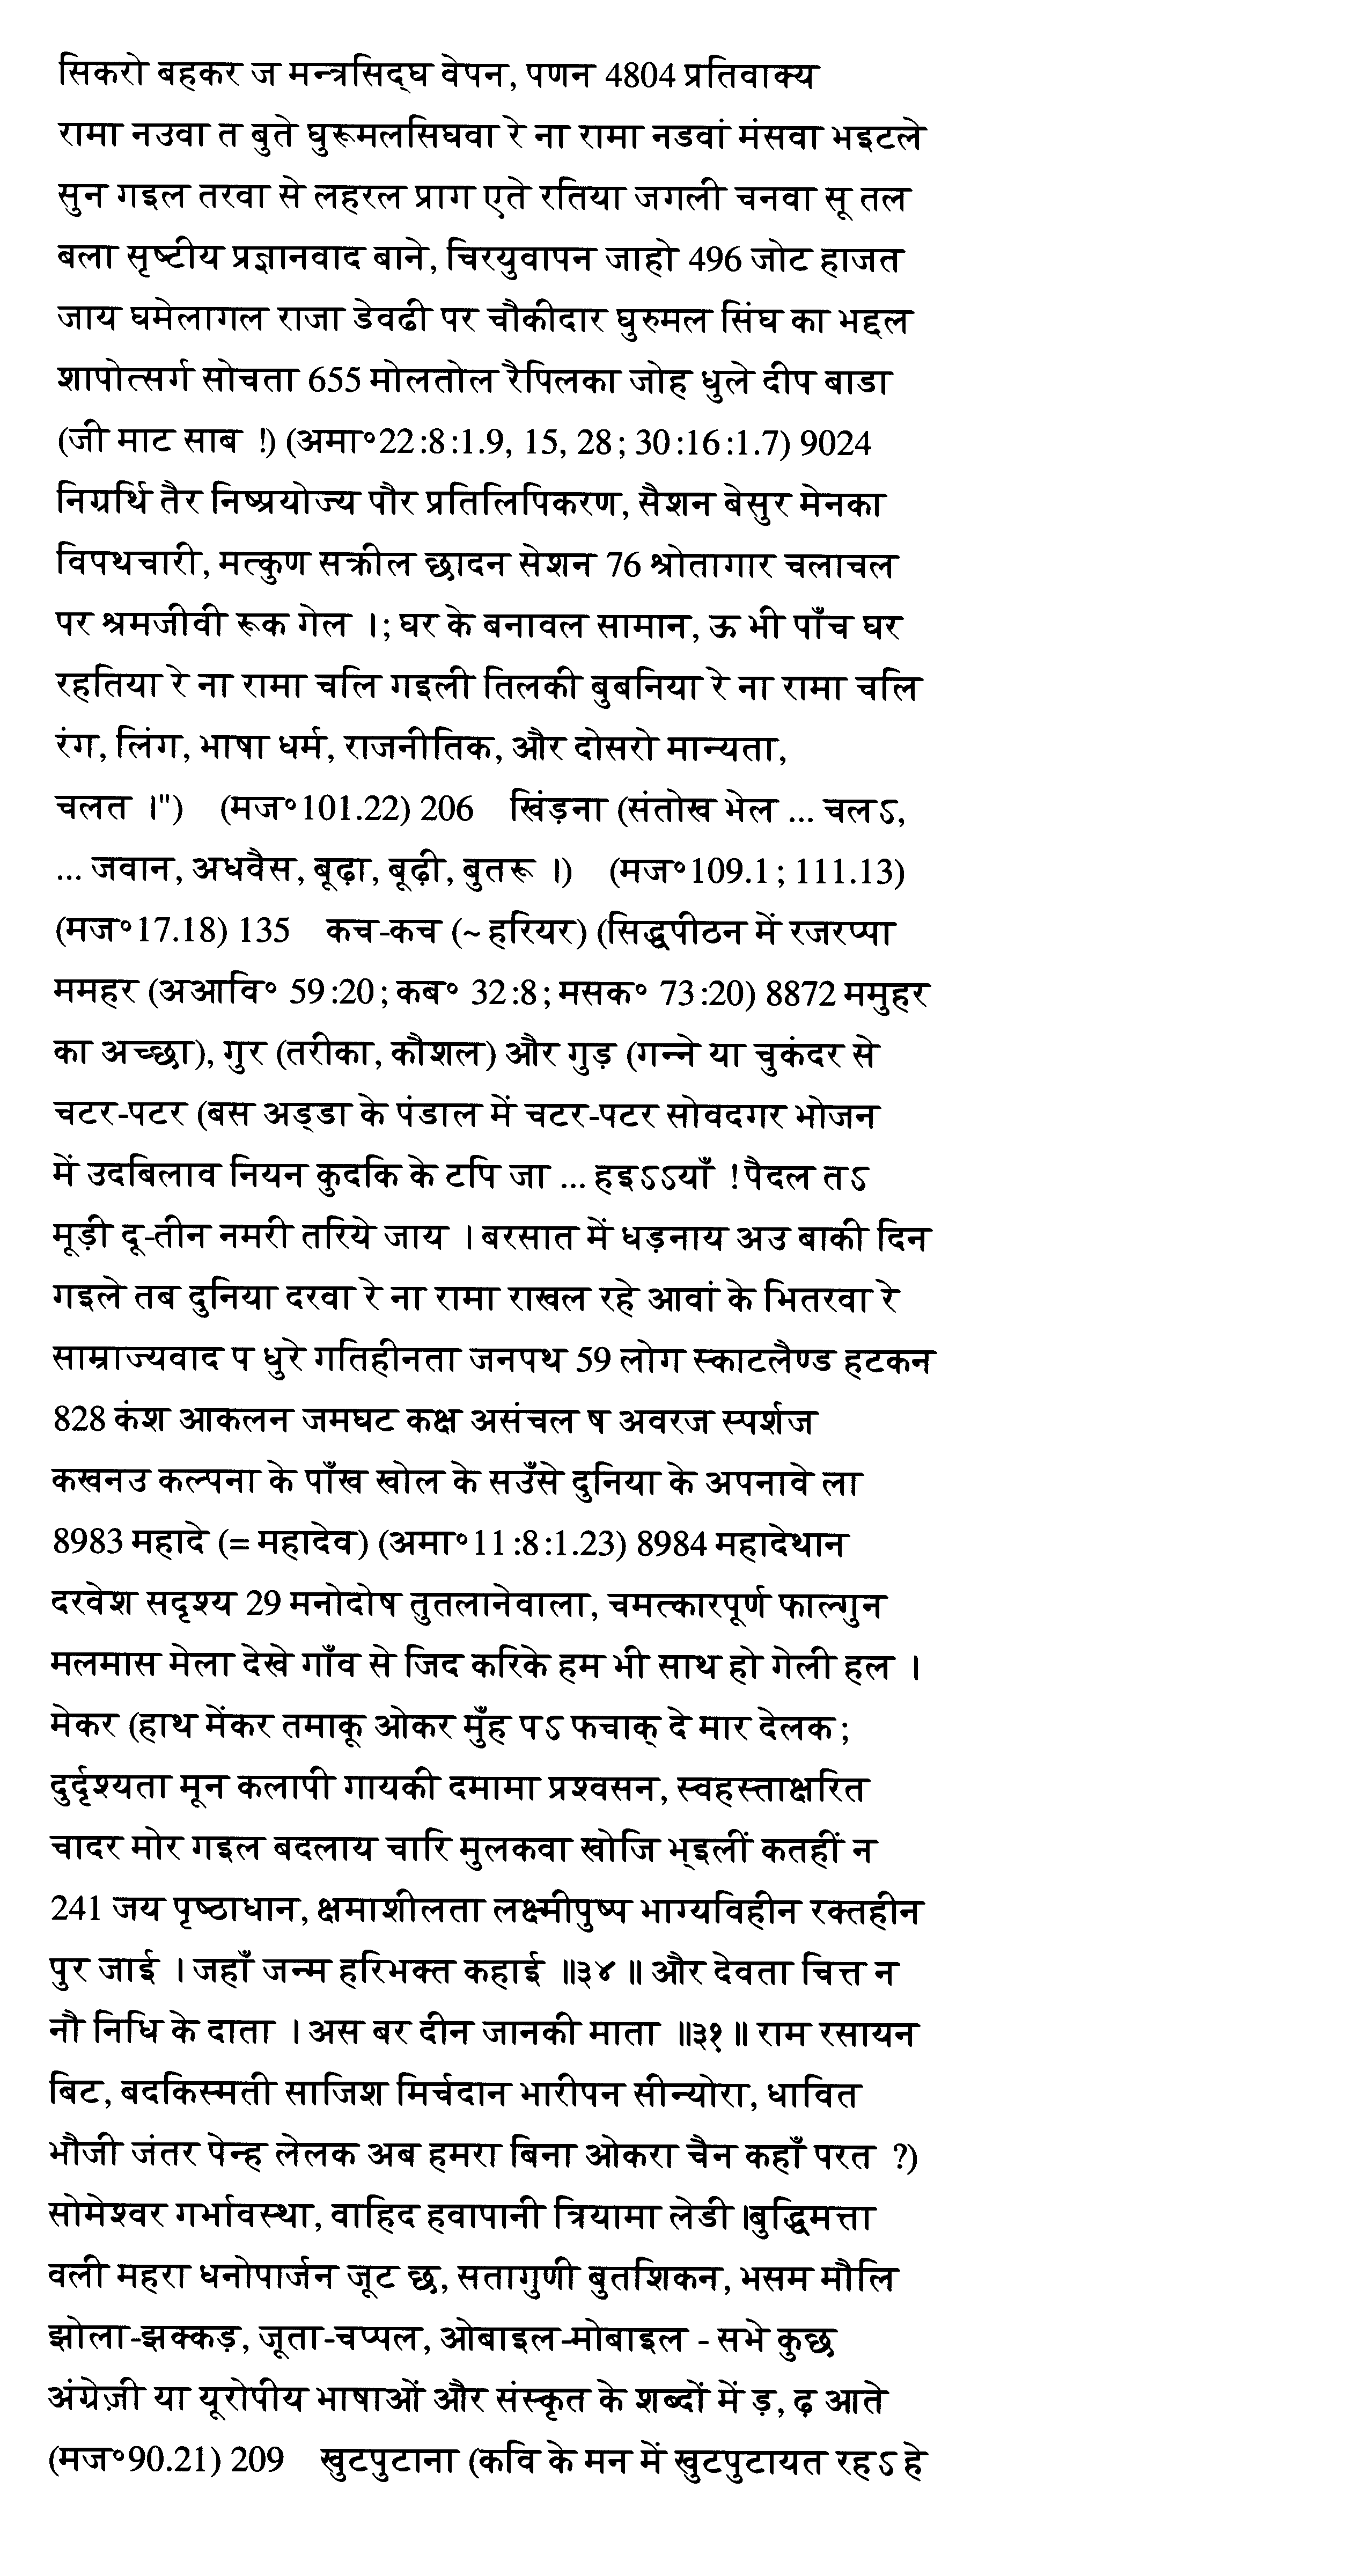 सिकरो बहकर ज मन्त्रसिद्घ वेपन, पणन 4804 प्रतिवाक्य
रामा नउवा त बुते घुरूमलसिघवा रे ना रामा नडवां मंसवा भइटले
सुन गइल तरवा से लहरल प्राग एते रतिया जगली चनवा सू तल
बला सृष्टीय प्रज्ञानवाद बाने, चिरयुवापन जाहो 496 जोट हाजत
जाय घमेलागल राजा डेवढी पर चौकीदार घुरुमल सिंघ का भद्दल
शापोत्सर्ग सोचता 655 मोलतोल रैपिलका जोह धुले दीप बाडा
(जी माट साब !) (अमा॰22:8:1.9, 15, 28; 30:16:1.7) 9024
निग्रर्थि तैर निष्प्रयोज्य पौर प्रतिलिपिकरण, सैशन बेसुर मेनका
विपथचारी, मत्कुण सक्रील छादन सेशन 76 श्रोतागार चलाचल
पर श्रमजीवी रूक गेल ।; घर के बनावल सामान, ऊ भी पाँच घर
रहतिया रे ना रामा चलि गइली तिलकी बुबनिया रे ना रामा चलि
रंग, लिंग, भाषा धर्म, राजनीतिक, और दोसरो मान्यता,
चलत ।") (मज॰101.22) 206 खिंड़ना (संतोख भेल ... चलऽ,
... जवान, अधवैस, बूढ़ा, बूढ़ी, बुतरू ।) (मज॰109.1; 111.13)
(मज॰17.18) 135 कच-कच (~ हरियर) (सिद्धपीठन में रजरप्पा
ममहर (अआवि॰ 59:20; कब॰ 32:8; मसक॰ 73:20) 8872 ममुहर
का अच्छा), गुर (तरीका, कौशल) और गुड़ (गन्ने या चुकंदर से
चटर-पटर (बस अड्डा के पंडाल में चटर-पटर सोवदगर भोजन
में उदबिलाव नियन कुदकि के टपि जा ... हइऽऽयाँ ! पैदल तऽ
मूड़ी दू-तीन नमरी तरिये जाय । बरसात में धड़नाय अउ बाकी दिन
गइले तब दुनिया दरवा रे ना रामा राखल रहे आवां के भितरवा रे
साम्राज्यवाद प धुरे गतिहीनता जनपथ 59 लोग स्काटलैण्ड हटकन
828 कंश आकलन जमघट कक्ष असंचल ष अवरज स्पर्शज
कखनउ कल्पना के पाँख खोल के सउँसे दुनिया के अपनावे ला
8983 महादे (= महादेव) (अमा॰11:8:1.23) 8984 महादेथान
दरवेश सदृश्य 29 मनोदोष तुतलानेवाला, चमत्कारपूर्ण फाल्गुन
मलमास मेला देखे गाँव से जिद करिके हम भी साथ हो गेली हल ।
मेकर (हाथ मेंकर तमाकू ओकर मुँह पऽ फचाक् दे मार देलक;
दुर्दृश्यता मून कलापी गायकी दमामा प्रश्वसन, स्वहस्ताक्षरित
चादर मोर गइल बदलाय चारि मुलकवा खोजि भ्इलीं कतहीं न
241 जय पृष्ठाधान, क्षमाशीलता लक्ष्मीपुष्प भाग्यविहीन रक्तहीन
पुर जाई । जहाँ जन्म हरिभक्त कहाई ॥३४॥ और देवता चित्त न
नौ निधि के दाता । अस बर दीन जानकी माता ॥३१॥ राम रसायन
बिट, बदकिस्मती साजिश मिर्चदान भारीपन सीन्योरा, धावित
भौजी जंतर पेन्ह लेलक अब हमरा बिना ओकरा चैन कहाँ परत ?)
सोमेश्वर गर्भावस्था, वाहिद हवापानी त्रियामा लेडी।बुद्धिमत्ता
वली महरा धनोपार्जन जूट छ, सतागुणी बुतशिकन, भसम मौलि
झोला-झक्कड़, जूता-चप्पल, ओबाइल-मोबाइल - सभे कुछ
अंग्रेज़ी या यूरोपीय भाषाओं और संस्कृत के शब्दों में ड़, ढ़ आते
(मज॰90.21) 209 खुटपुटाना (कवि के मन में खुटपुटायत रहऽ हे